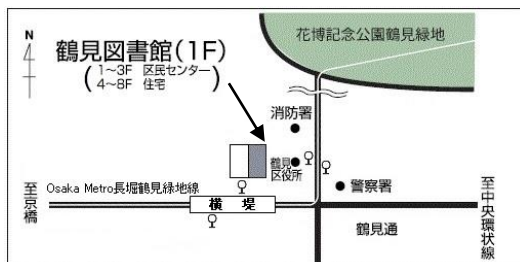 花博記念公園鶴見緑地
N
鶴見図書館(1F)
(1~3F 区民センター
4~8F 住宅)
消防署
鶴見
区役所
警察署
Osaka Metro長堀鶴見緑地線
横堤
鶴見通
至京橋
至中央環状線